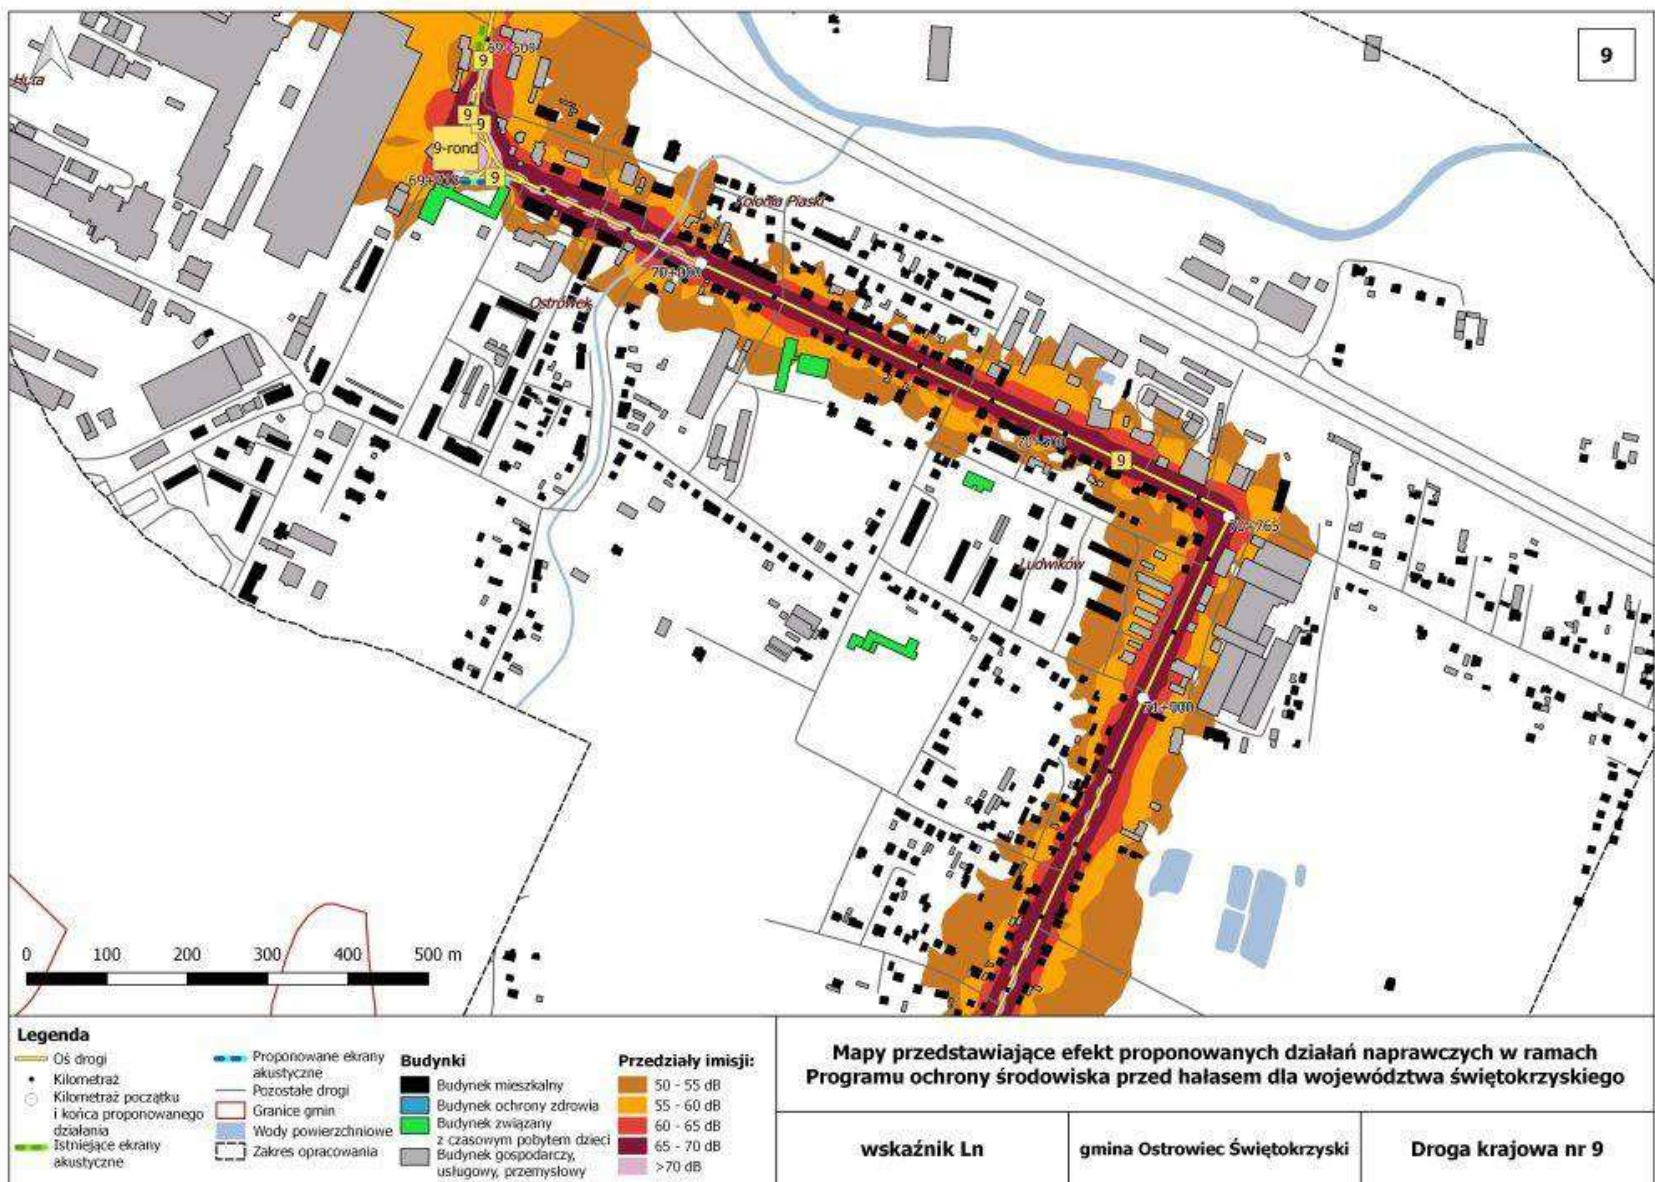 9
Huta
69+500
9
9
9
9-rond
9
Kolonia Piaski
Ostrówek
9
Ludwików
71+000
0 100 200 300 400 500 m
Legenda
Oś drogi
Kilometraż
Kilometraż początku
i końca proponowanego
działania
Istniejące ekrany
akustyczne
Proponowane ekrany
akustyczne
Pozostałe drogi
Granice gmin
Wody powierzchniowe
Zakres opracowania
Budynki
Budynek mieszkalny
Budynek ochrony zdrowia
Budynek związany
z czasowym pobytem dzieci
Budynek gospodarczy,
usługowy, przemysłowy
Przedziały imisji:
50 - 55 dB
55 - 60 dB
60 - 65 dB
65 - 70 dB
>70 dB
Mapy przedstawiające efekt proponowanych działań naprawczych w ramach
Programu ochrony środowiska przed hałasem dla województwa świętokrzyskiego
wskaźnik Ln
gmina Ostrowiec Świętokrzyski
Droga krajowa nr 9